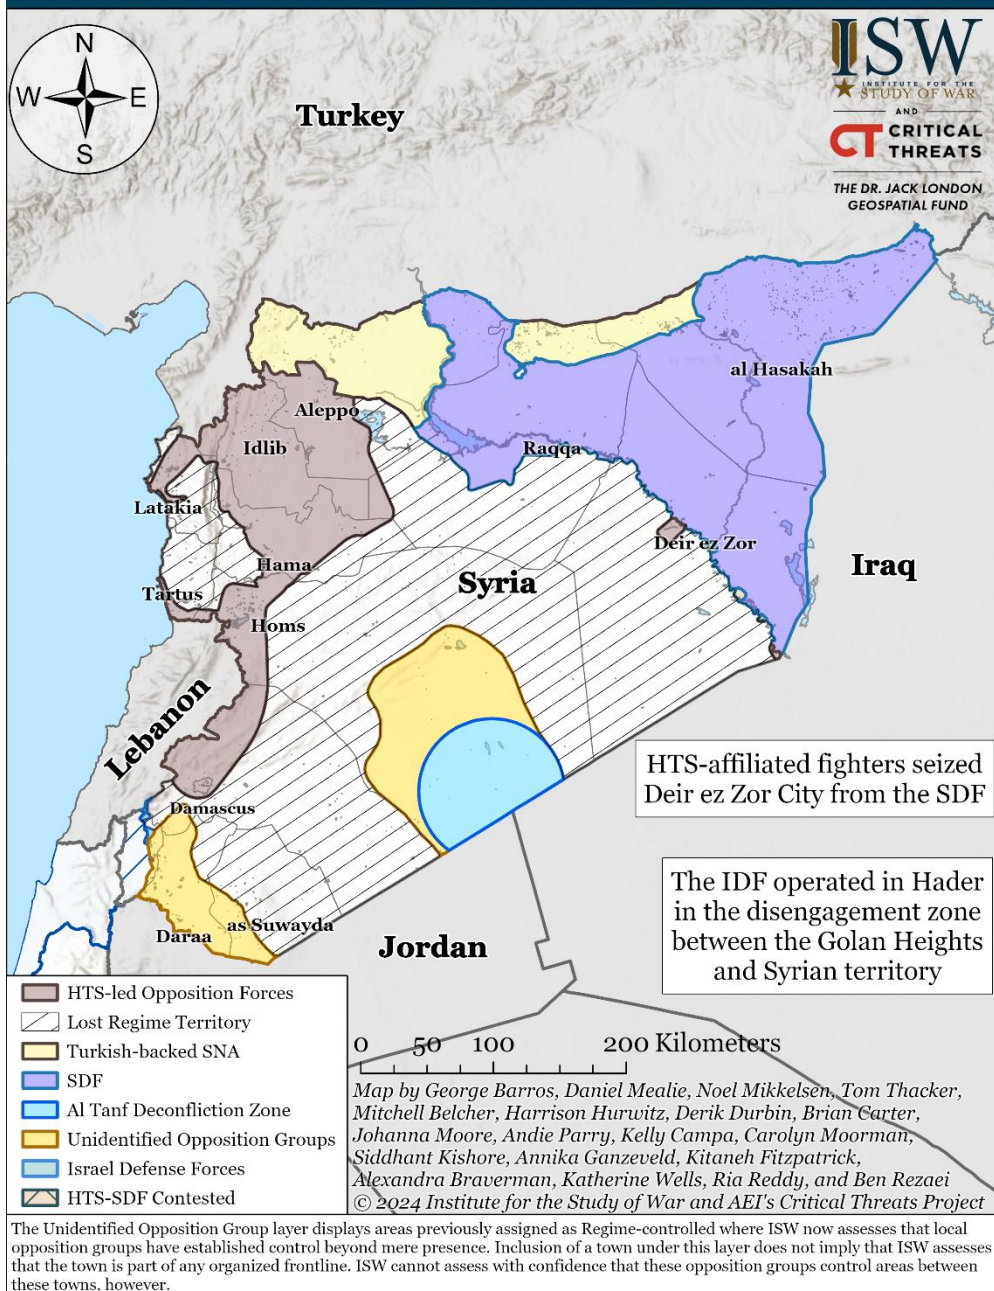 N
W
E
S
ISW
INSTITUTE FOR THE
STUDY OF WAR
AND
CT CRITICAL
THREATS
THE DR. JACK LONDON
GEOSPATIAL FUND
Turkey
al Hasakah
Aleppo
Idlib
Raqqa
Latakia
Deir ez Zor
Hama
Iraq
Syria
Tartus
Homs
Lebanon
HTS-affiliated fighters seized
Deir ez Zor City from the SDF
Damascus
The IDF operated in Hader
in the disengagement zone
between the Golan Heights
and Syrian territory
as Suwayda
Daraa
Jordan
HTS-led Opposition Forces
Lost Regime Territory
Turkish-backed SNA
SDF
Al Tanf Deconfliction Zone
Unidentified Opposition Groups
Israel Defense Forces
HTS-SDF Contested
0 50 100 200 Kilometers
Map by George Barros, Daniel Mealie, Noel Mikkelsen, Tom Thacker,
Mitchell Belcher, Harrison Hurwitz, Derik Durbin, Brian Carter,
Johanna Moore, Andie Parry, Kelly Campa, Carolyn Moorman,
Siddhant Kishore, Annika Ganzeveld, Kitaneh Fitzpatrick,
Alexandra Braverman, Katherine Wells, Ria Reddy, and Ben Rezaei
© 2024 Institute for the Study of War and AEI's Critical Threats Project
The Unidentified Opposition Group layer displays areas previously assigned as Regime-controlled where ISW now assesses that local
opposition groups have established control beyond mere presence. Inclusion of a town under this layer does not imply that ISW assesses
that the town is part of any organized frontline. ISW cannot assess with confidence that these opposition groups control areas between
these towns, however.